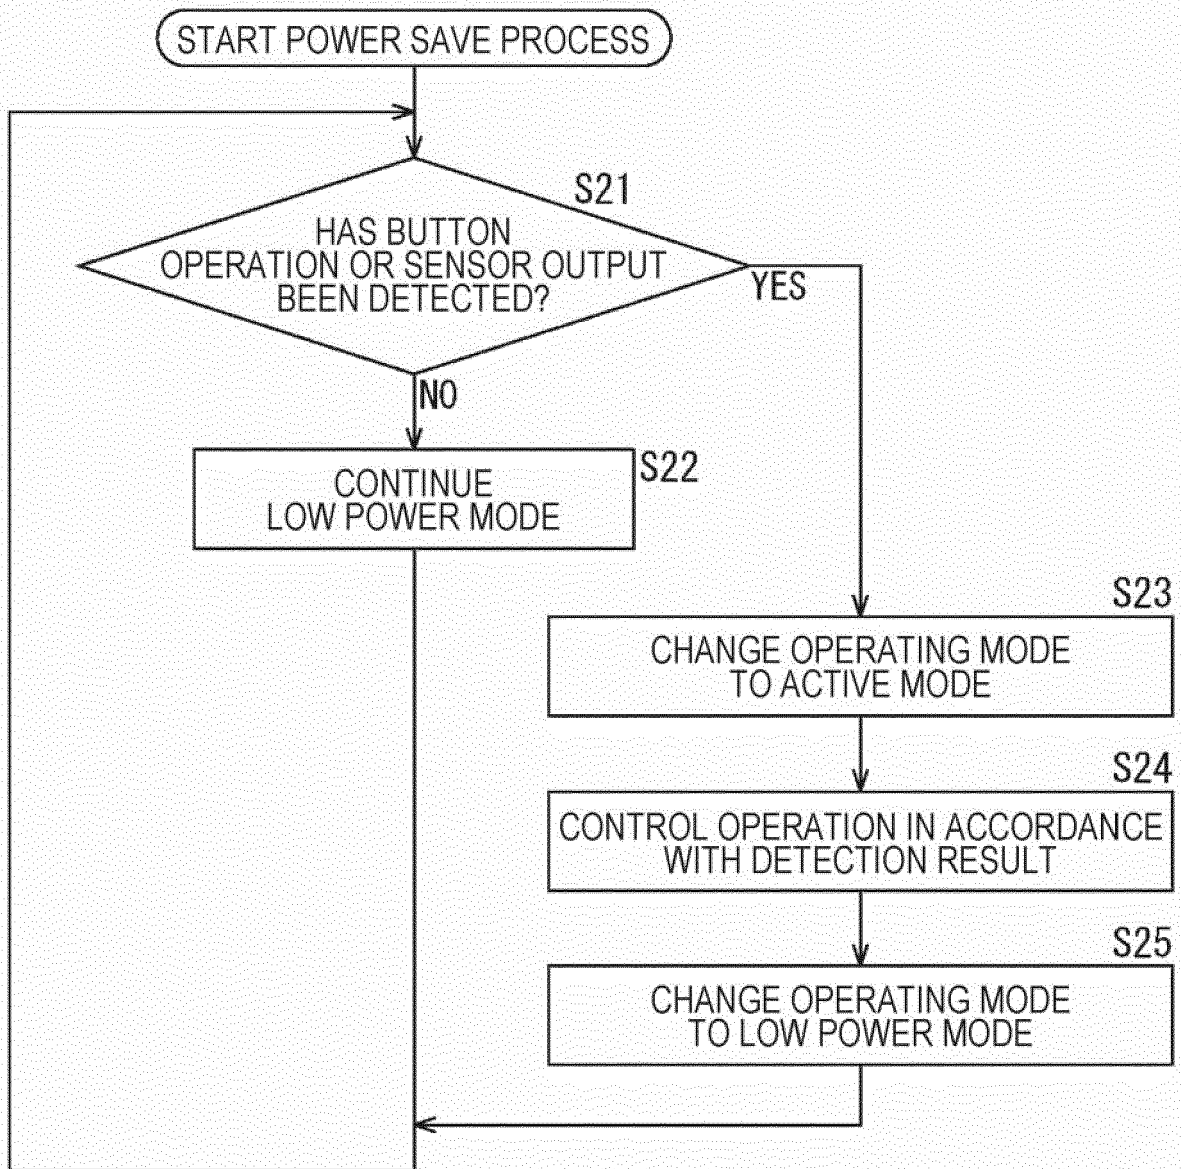 START POWER SAVE PROCESS
S21
HAS BUTTON
OPERATION OR SENSOR OUTPUT
BEEN DETECTED?
YES
NO
S22
CONTINUE
LOW POWER MODE
S23
CHANGE OPERATING MODE
TO ACTIVE MODE
S24
CONTROL OPERATION IN ACCORDANCE
WITH DETECTION RESULT
S25
CHANGE OPERATING MODE
TO LOW POWER MODE